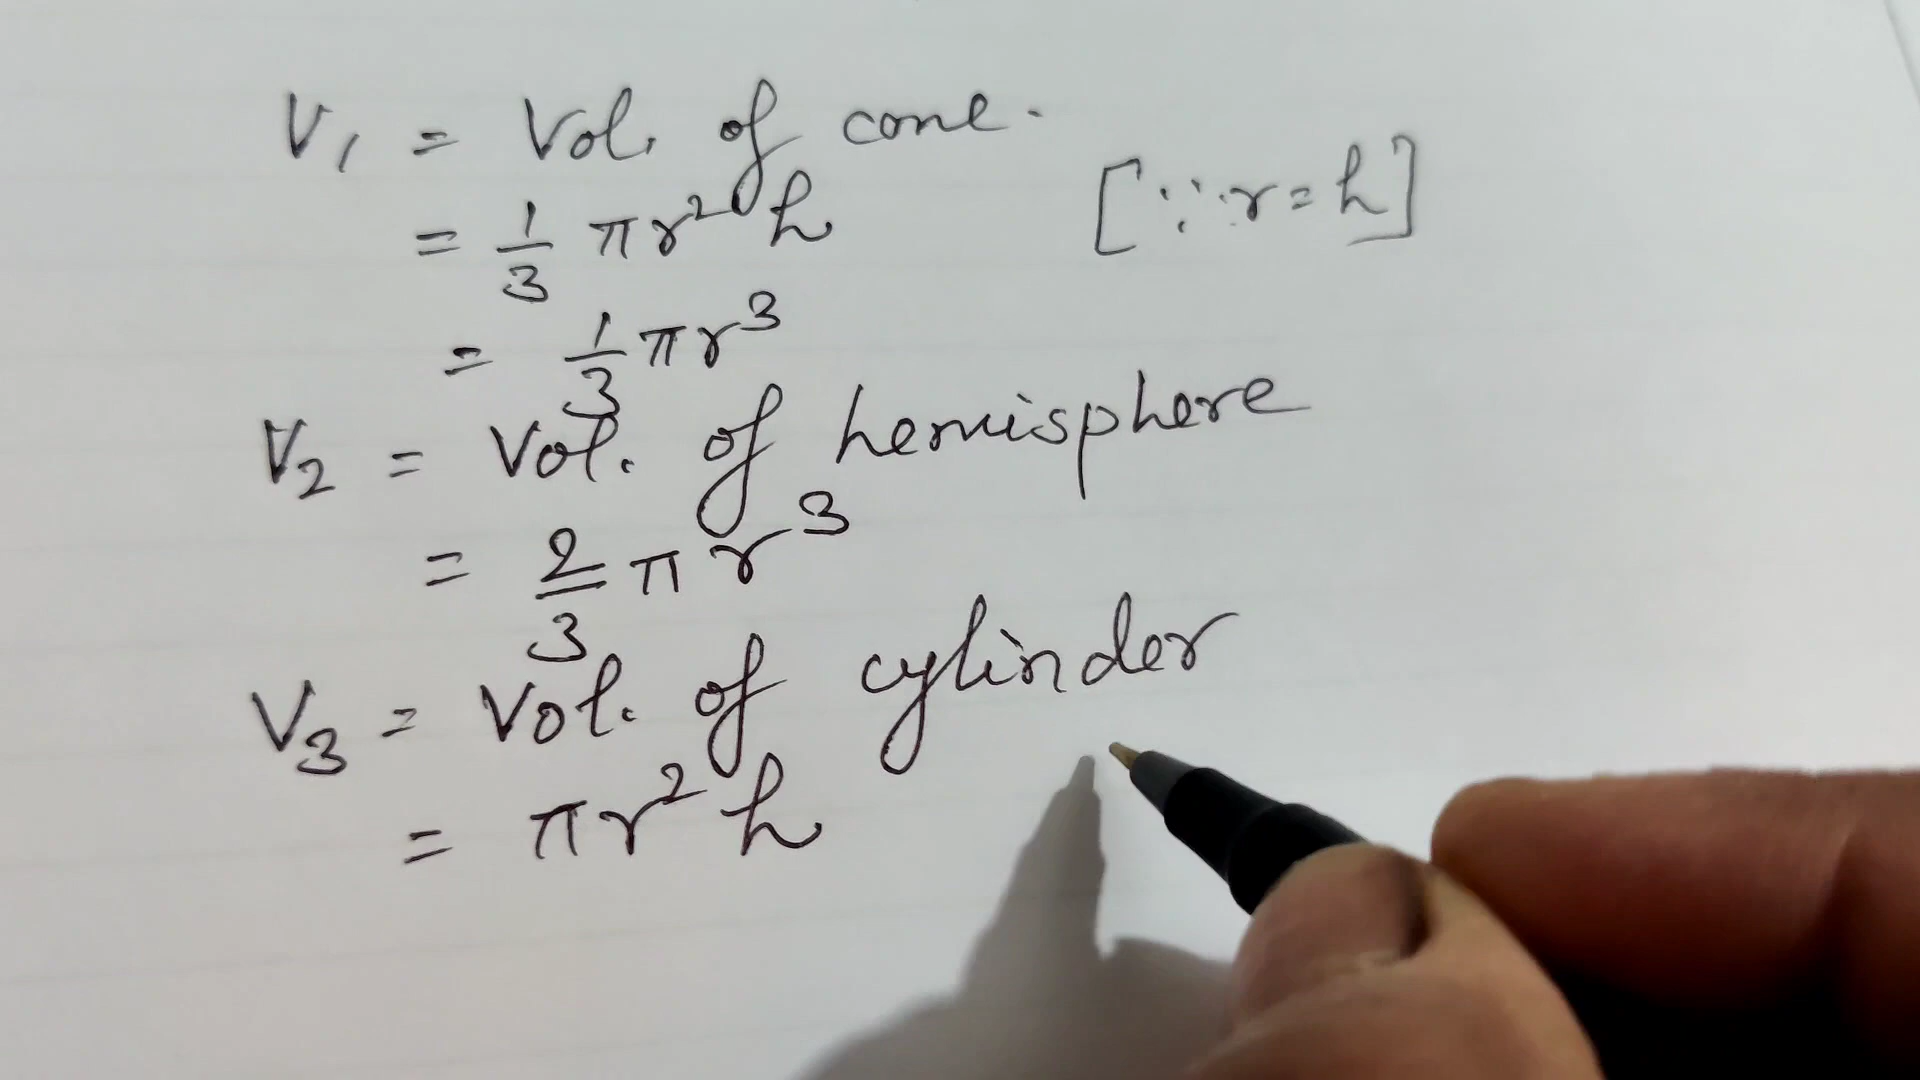 V₁ = Vol. of cone.
= 1/3 πr²h [∵ r = h]
= 1/3 πr³
V₂ = Vol. of hemisphere
= 2/3 πr³
V₃ = Vol. of cylinder
= πr²h